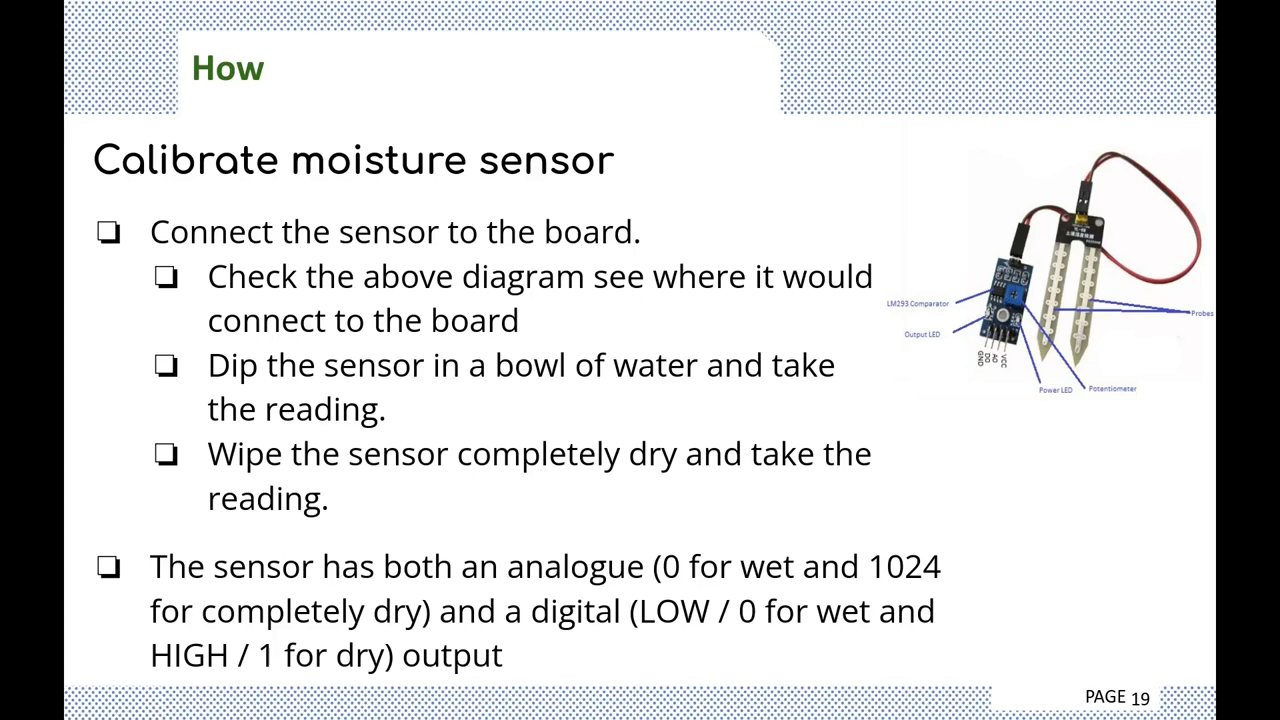 How
Calibrate moisture sensor
❏ Connect the sensor to the board.
❏ Check the above diagram see where it would
connect to the board
❏ Dip the sensor in a bowl of water and take
the reading.
❏ Wipe the sensor completely dry and take the
reading.
❏ The sensor has both an analogue (0 for wet and 1024
for completely dry) and a digital (LOW / 0 for wet and
HIGH / 1 for dry) output
LM293 Comparator
Output LED
Probes
GND
DO
AO
VCC
Power LED
Potentiometer
PAGE 19